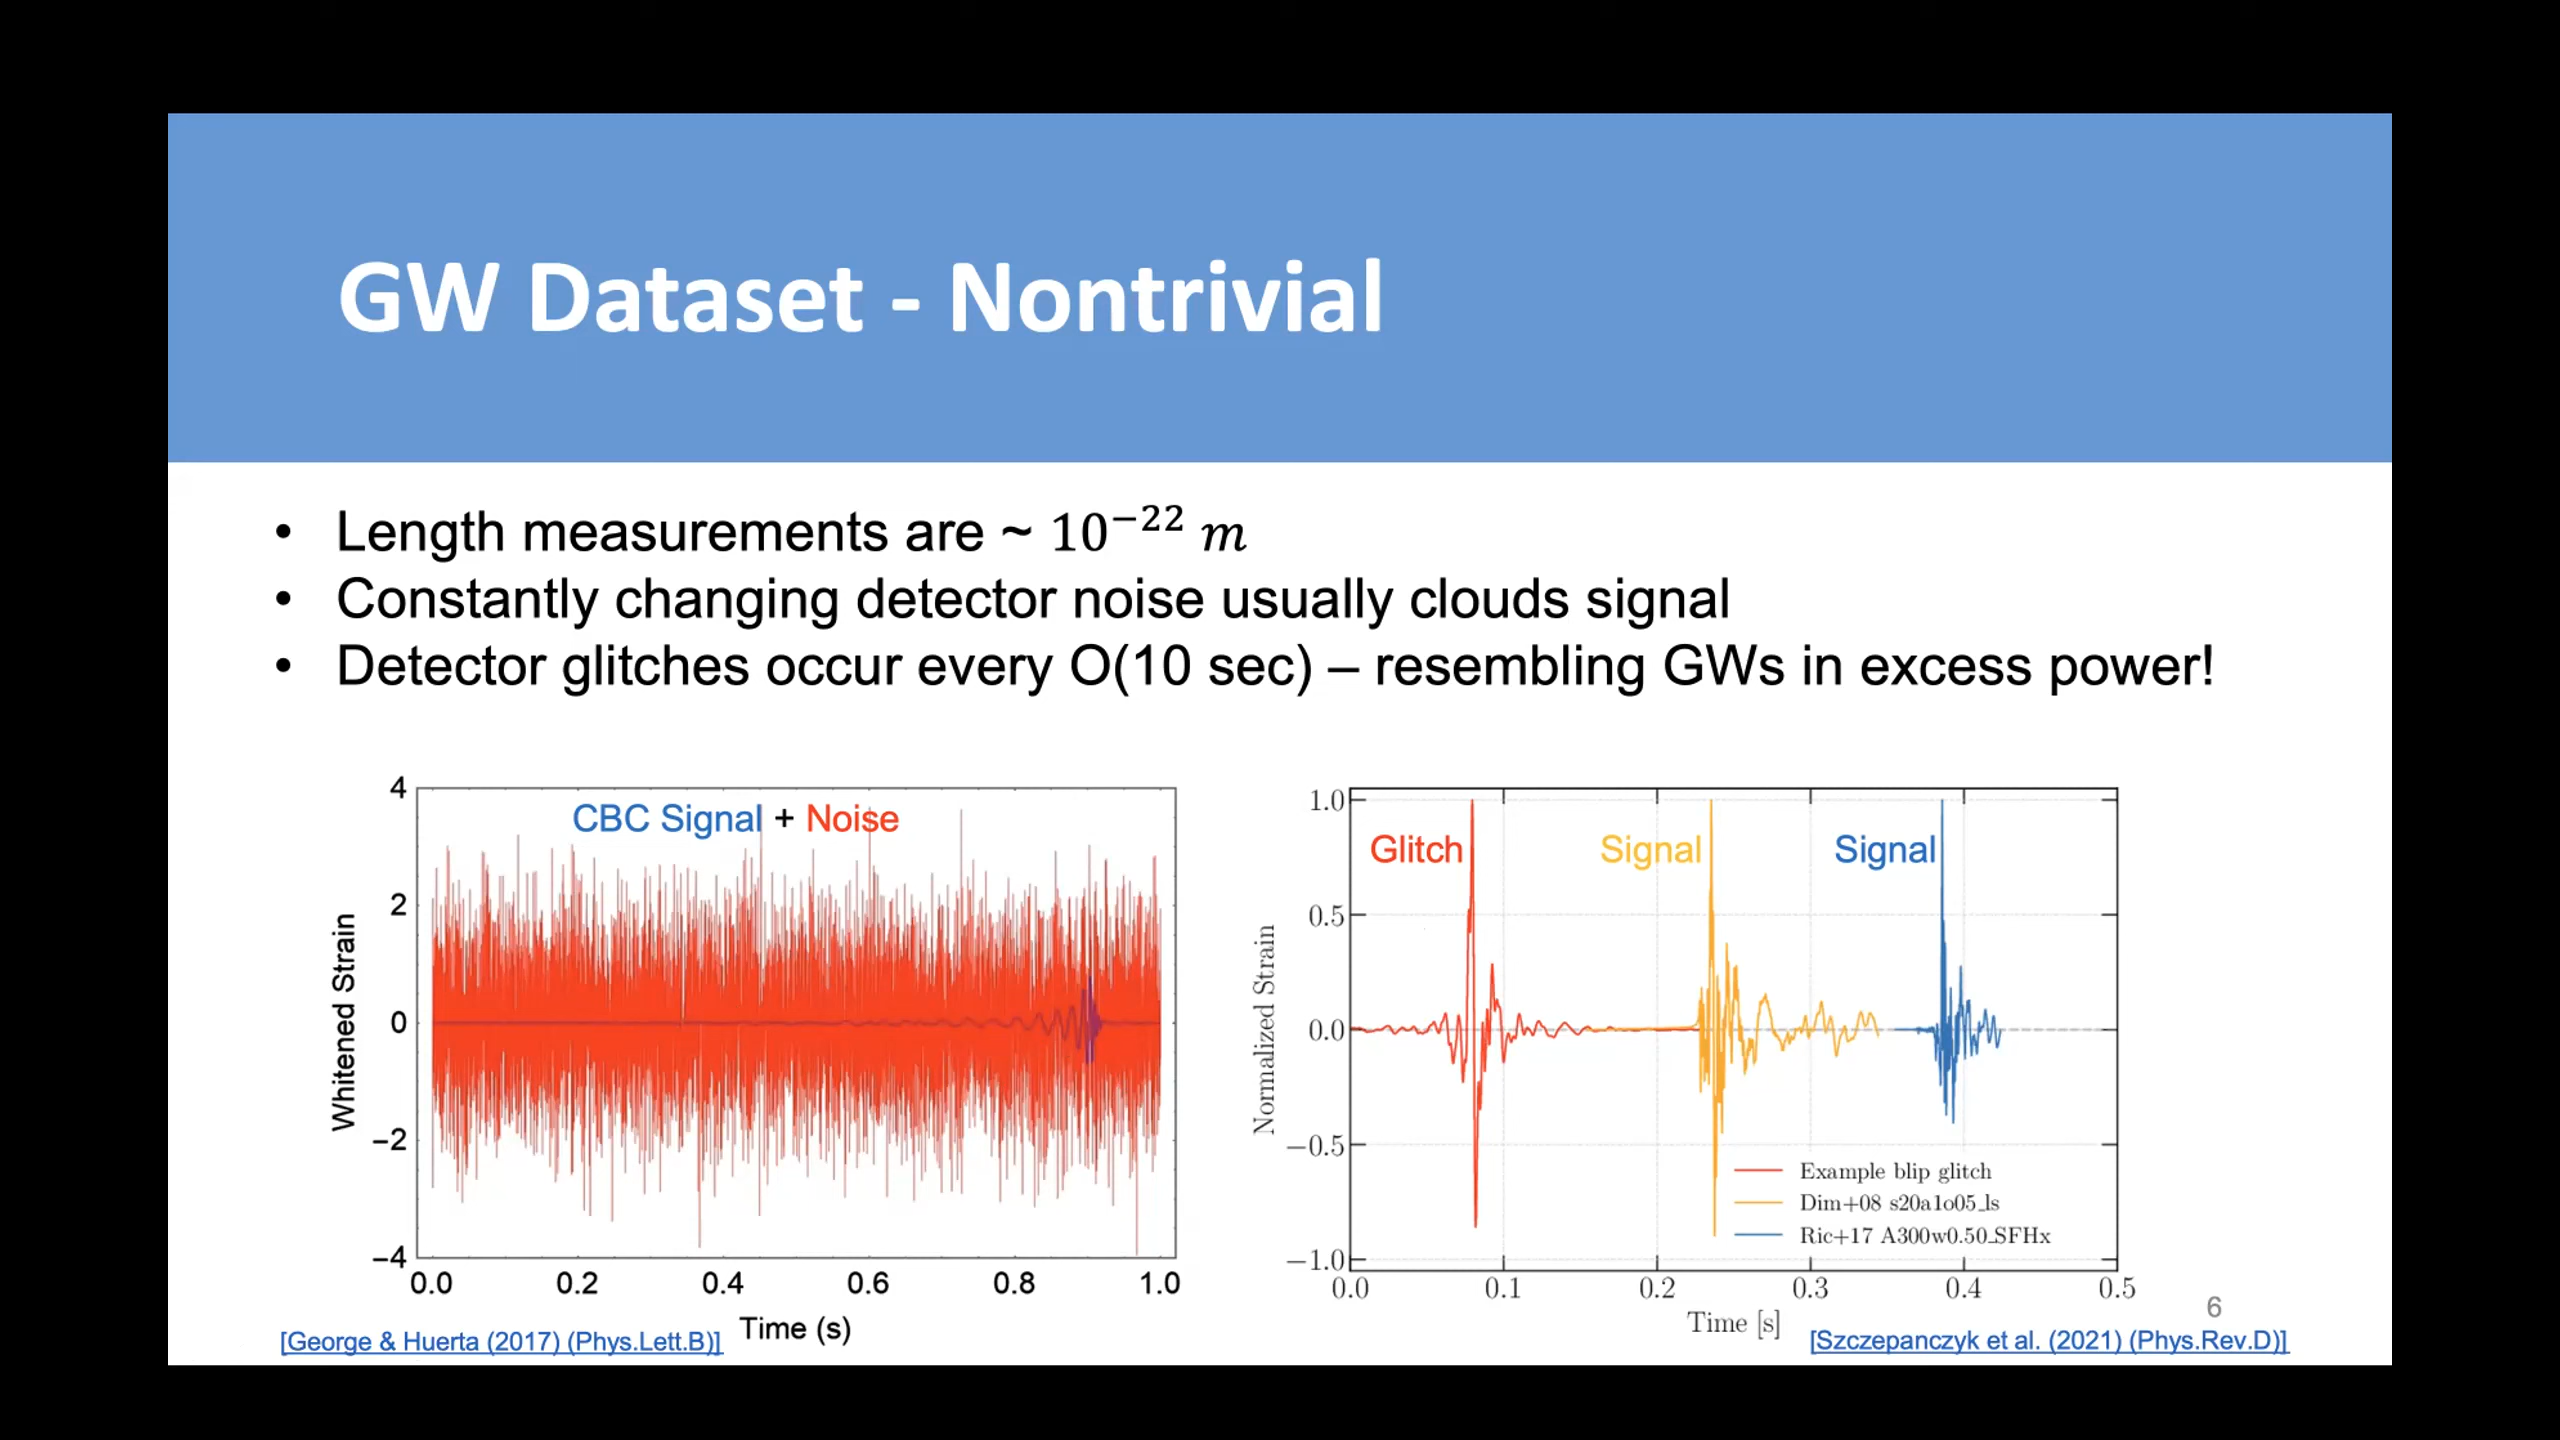 GW Dataset - Nontrivial
• Length measurements are ~ 10⁻²² m
• Constantly changing detector noise usually clouds signal
• Detector glitches occur every O(10 sec) – resembling GWs in excess power!
CBC Signal + Noise
Whitened Strain
4
2
0
−2
−4
0.0 0.2 0.4 0.6 0.8 1.0
Time (s)
[George & Huerta (2017) (Phys.Lett.B)]
Glitch Signal Signal
Normalized Strain
1.0
0.5
0.0
−0.5
−1.0
Example blip glitch
Dim+08 s20a1o05_ls
Ric+17 A300w0.50_SFHx
0.0 0.1 0.2 0.3 0.4 0.5
Time [s]
6
[Szczepanczyk et al. (2021) (Phys.Rev.D)]